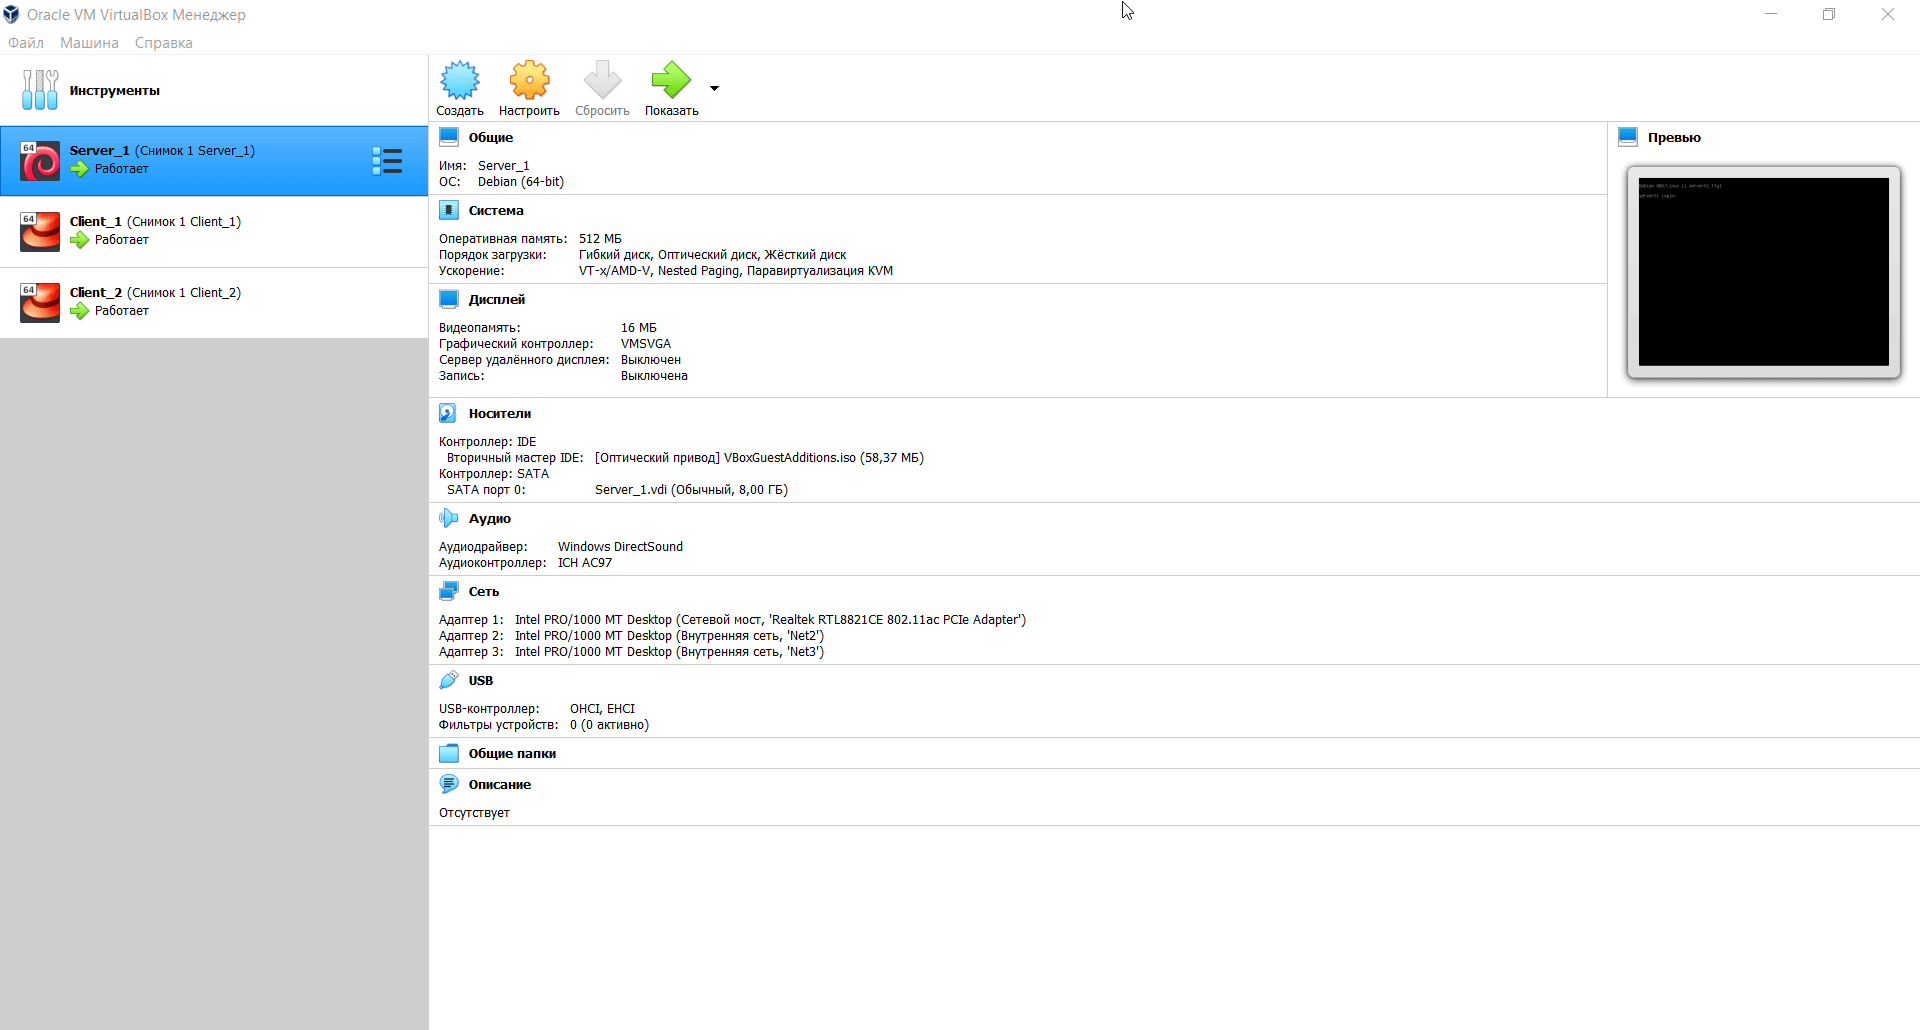 Oracle VM VirtualBox Менеджер
Файл Машина Справка
Инструменты
64
Server_1 (Снимок 1 Server_1)
Работает
64
Client_1 (Снимок 1 Client_1)
Работает
64
Client_2 (Снимок 1 Client_2)
Работает
Создать Настроить Сбросить Показать
Общие
Имя: Server_1
ОС: Debian (64-bit)
Система
Оперативная память: 512 МБ
Порядок загрузки: Гибкий диск, Оптический диск, Жёсткий диск
Ускорение: VT-x/AMD-V, Nested Paging, Паравиртуализация KVM
Дисплей
Видеопамять: 16 МБ
Графический контроллер: VMSVGA
Сервер удалённого дисплея: Выключен
Запись: Выключена
Превью
Debian GNU/Linux 11 server01 tty1
server01 login:
Носители
Контроллер: IDE
Вторичный мастер IDE: [Оптический привод] VBoxGuestAdditions.iso (58,37 МБ)
Контроллер: SATA
SATA порт 0: Server_1.vdi (Обычный, 8,00 ГБ)
Аудио
Аудиодрайвер: Windows DirectSound
Аудиоконтроллер: ICH AC97
Сеть
Адаптер 1: Intel PRO/1000 MT Desktop (Сетевой мост, 'Realtek RTL8821CE 802.11ac PCIe Adapter')
Адаптер 2: Intel PRO/1000 MT Desktop (Внутренняя сеть, 'Net2')
Адаптер 3: Intel PRO/1000 MT Desktop (Внутренняя сеть, 'Net3')
USB
USB-контроллер: OHCI, EHCI
Фильтры устройств: 0 (0 активно)
Общие папки
Описание
Отсутствует